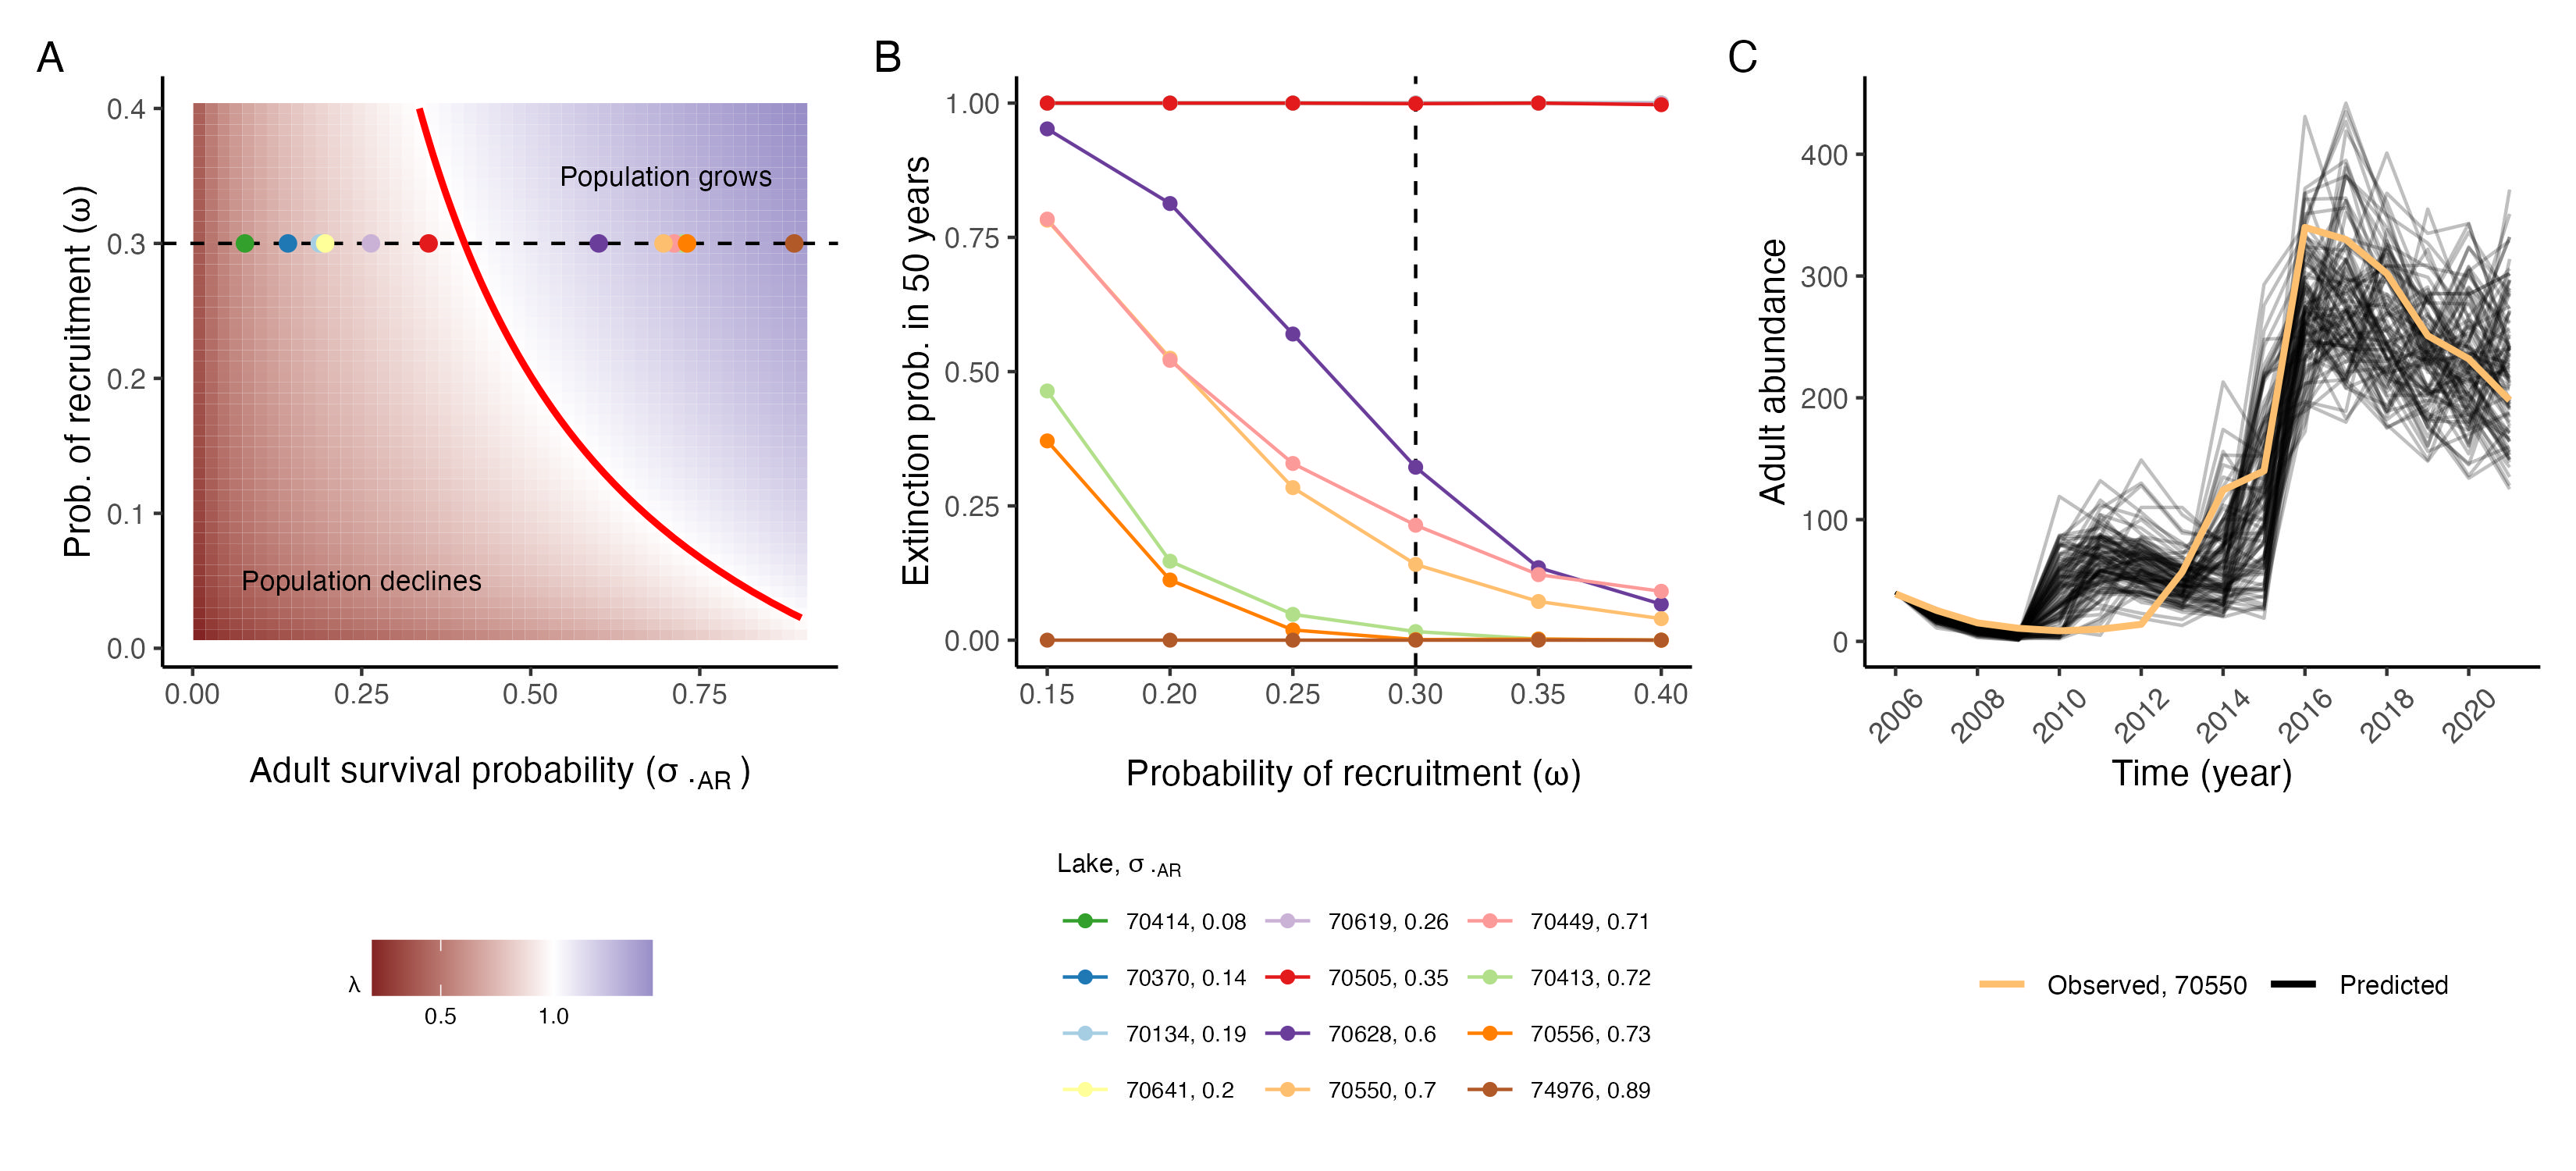 A
Prob. of recruitment (ω)
0.4
0.3
0.2
0.1
0.0
Population grows
Population declines
0.00 0.25 0.50 0.75
Adult survival probability (σ ·AR )
λ
0.5 1.0
B
Extinction prob. in 50 years
1.00
0.75
0.50
0.25
0.00
0.15 0.20 0.25 0.30 0.35 0.40
Probability of recruitment (ω)
Lake, σ ·AR
70414, 0.08 70619, 0.26 70449, 0.71
70370, 0.14 70505, 0.35 70413, 0.72
70134, 0.19 70628, 0.6 70556, 0.73
70641, 0.2 70550, 0.7 74976, 0.89
C
Adult abundance
400
300
200
100
0
2006 2008 2010 2012 2014 2016 2018 2020
Time (year)
Observed, 70550 Predicted